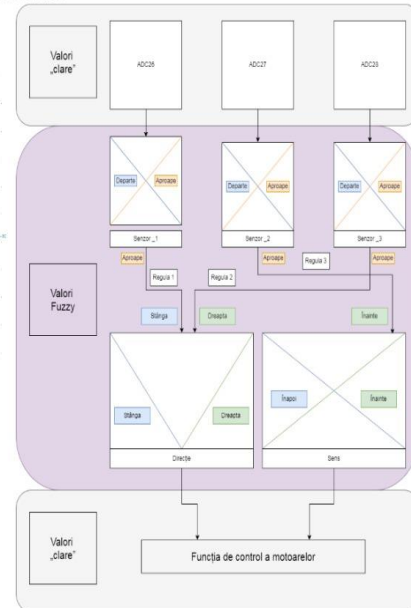 Valori
„clare”
ADC26
ADC27
ADC28
Departe
Aproape
Departe
Aproape
Departe
Aproape
Senzor _1
Senzor _2
Senzor _3
Aproape
Aproape
Aproape
Regula 1
Regula 2
Regula 3
Valori
Fuzzy
Stânga
Dreapta
Înainte
Stânga
Dreapta
Înapoi
Înainte
Direcție
Sens
Valori
„clare”
Funcția de control a motoarelor